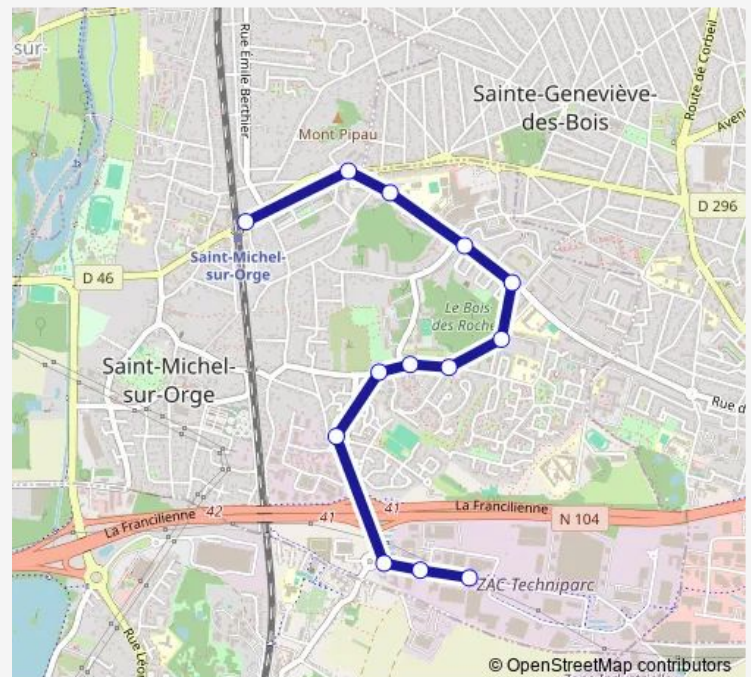 sur-
Rue Émile Berthier
Mont Pipau
Sainte-Geneviève-
des-Bois
Route de Corbeil
Aven
D 296
Saint-Michel-
sur-Orge
D 46
Le Bois
des Roche
Saint-Michel-
sur-Orge
Rue d
La Francilienne
42
41
41
La Francilienne
N 104
ZAC Techniparc
Rue Léo
© OpenStreetMap contributors